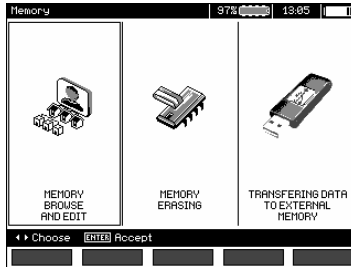 Memory 97% 13:05
MEMORY
BROWSE
AND EDIT
MEMORY
ERASING
TRANSFERING DATA
TO EXTERNAL
MEMORY
Choose ENTER Accept